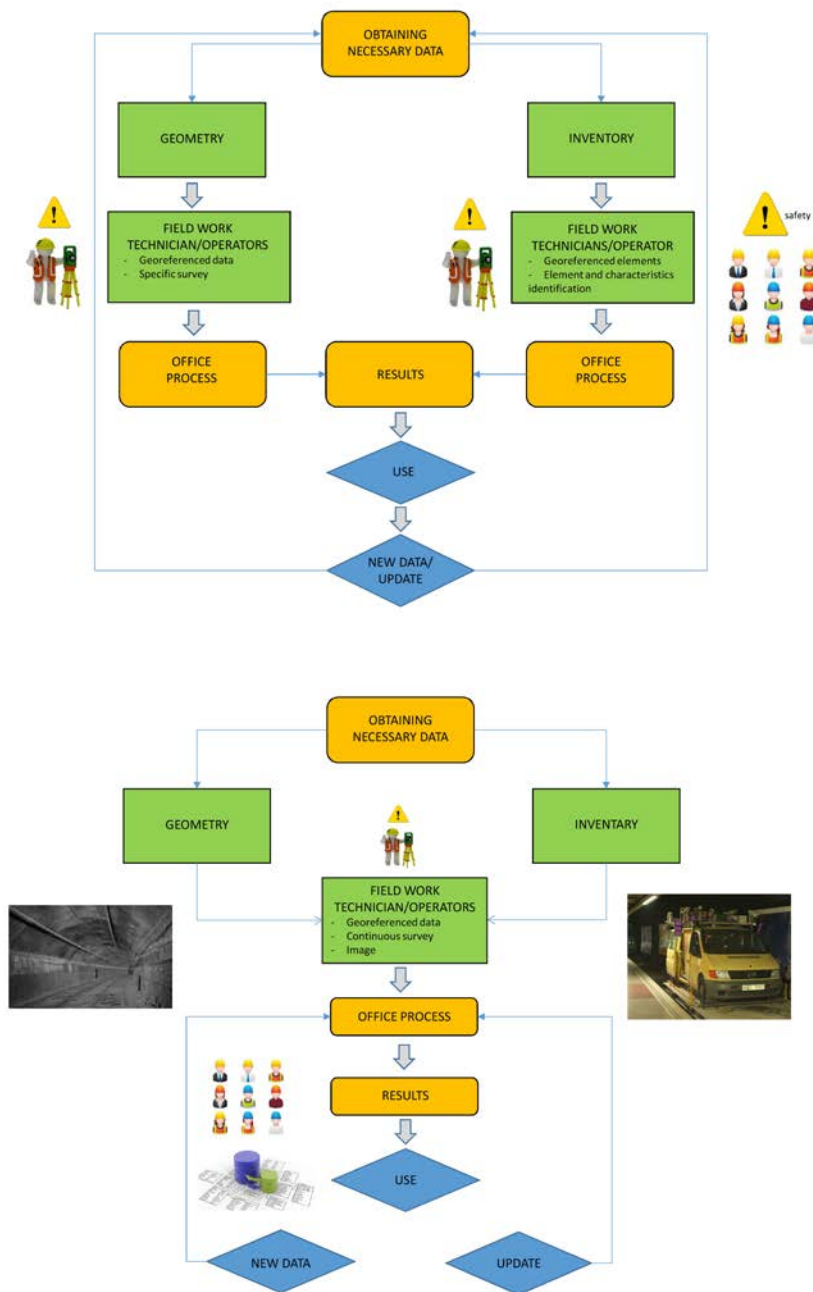 OBTAINING
NECESSARY DATA
GEOMETRY
INVENTORY
FIELD WORK
TECHNICIAN/OPERATORS
- Georeferenced data
- Specific survey
FIELD WORK
TECHNICIANS/OPERATOR
- Georeferenced elements
- Element and characteristics
identification
safety
OFFICE
PROCESS
RESULTS
OFFICE
PROCESS
USE
NEW DATA/
UPDATE
OBTAINING
NECESSARY DATA
GEOMETRY
INVENTARY
FIELD WORK
TECHNICIAN/OPERATORS
- Georeferenced data
- Continuous survey
- Image
OFFICE PROCESS
RESULTS
USE
NEW DATA
UPDATE